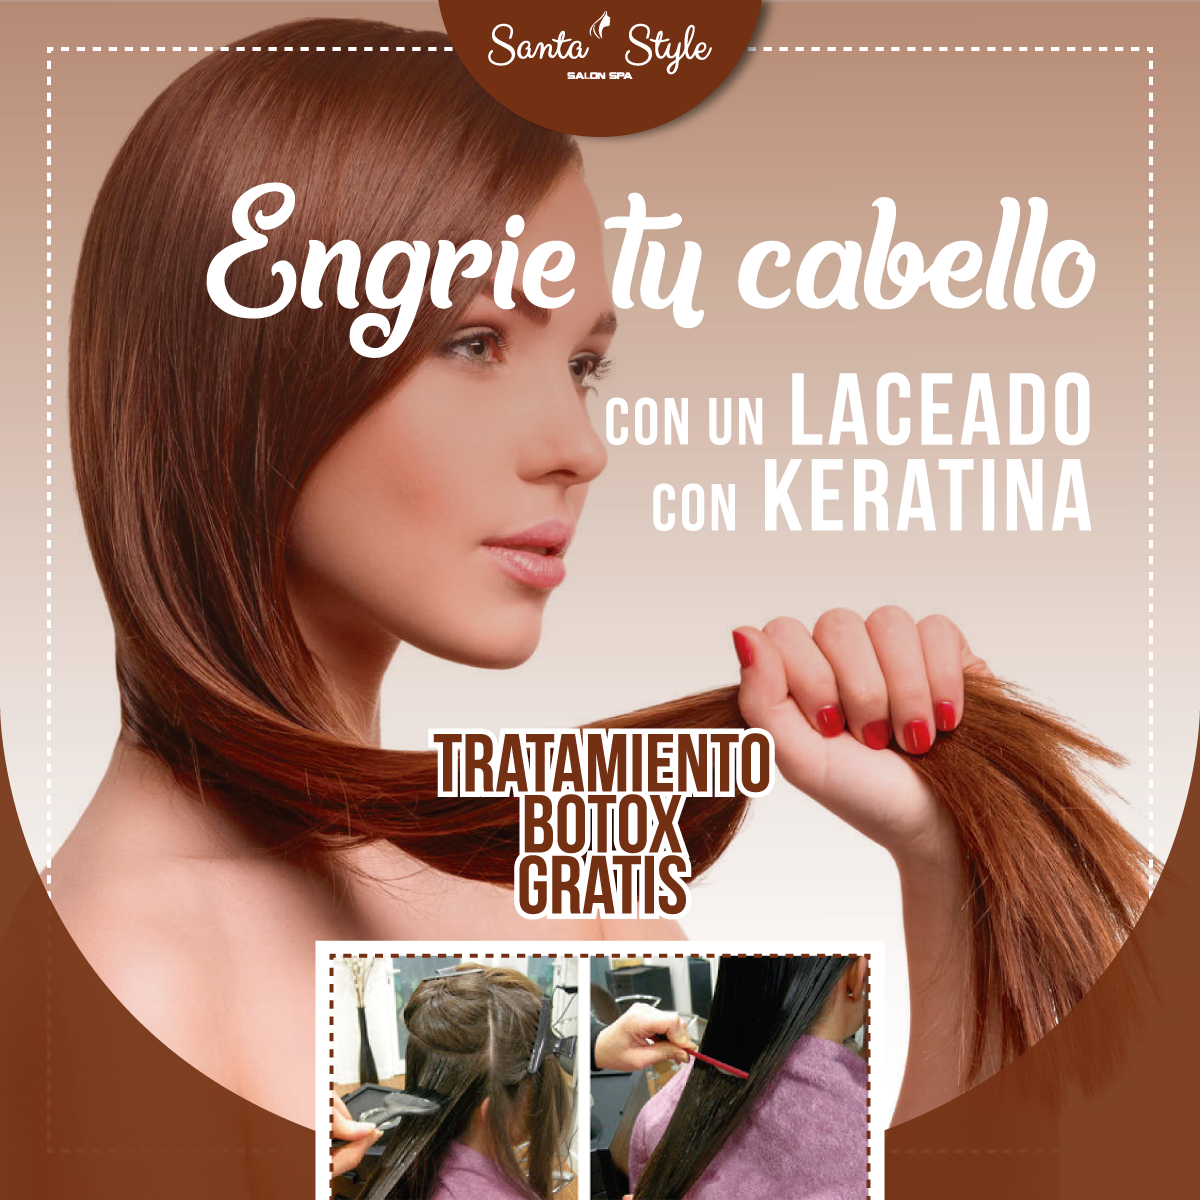 Santa Style
SALON SPA
Engrie tu cabello
CON UN LACEADO
CON KERATINA
TRATAMIENTO
BOTOX
GRATIS